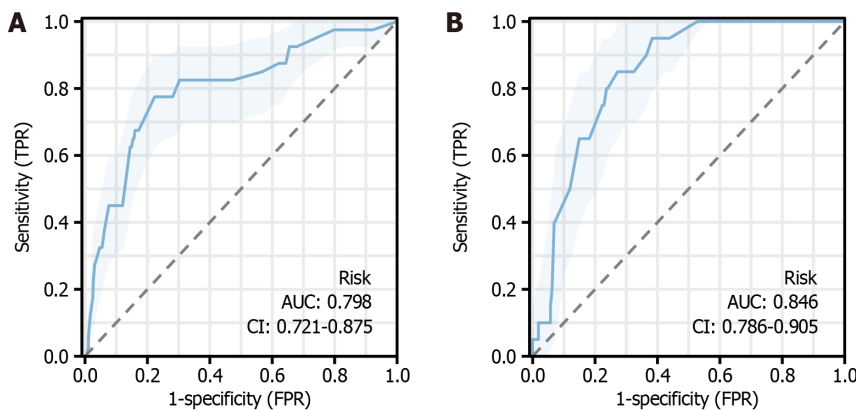 A
1.0
0.8
0.6
0.4
0.2
0.0
Sensitivity (TPR)
Risk
AUC: 0.798
CI: 0.721-0.875
0.0 0.2 0.4 0.6 0.8 1.0
1-specificity (FPR)
B
1.0
0.8
0.6
0.4
0.2
0.0
Sensitivity (TPR)
Risk
AUC: 0.846
CI: 0.786-0.905
0.0 0.2 0.4 0.6 0.8 1.0
1-specificity (FPR)